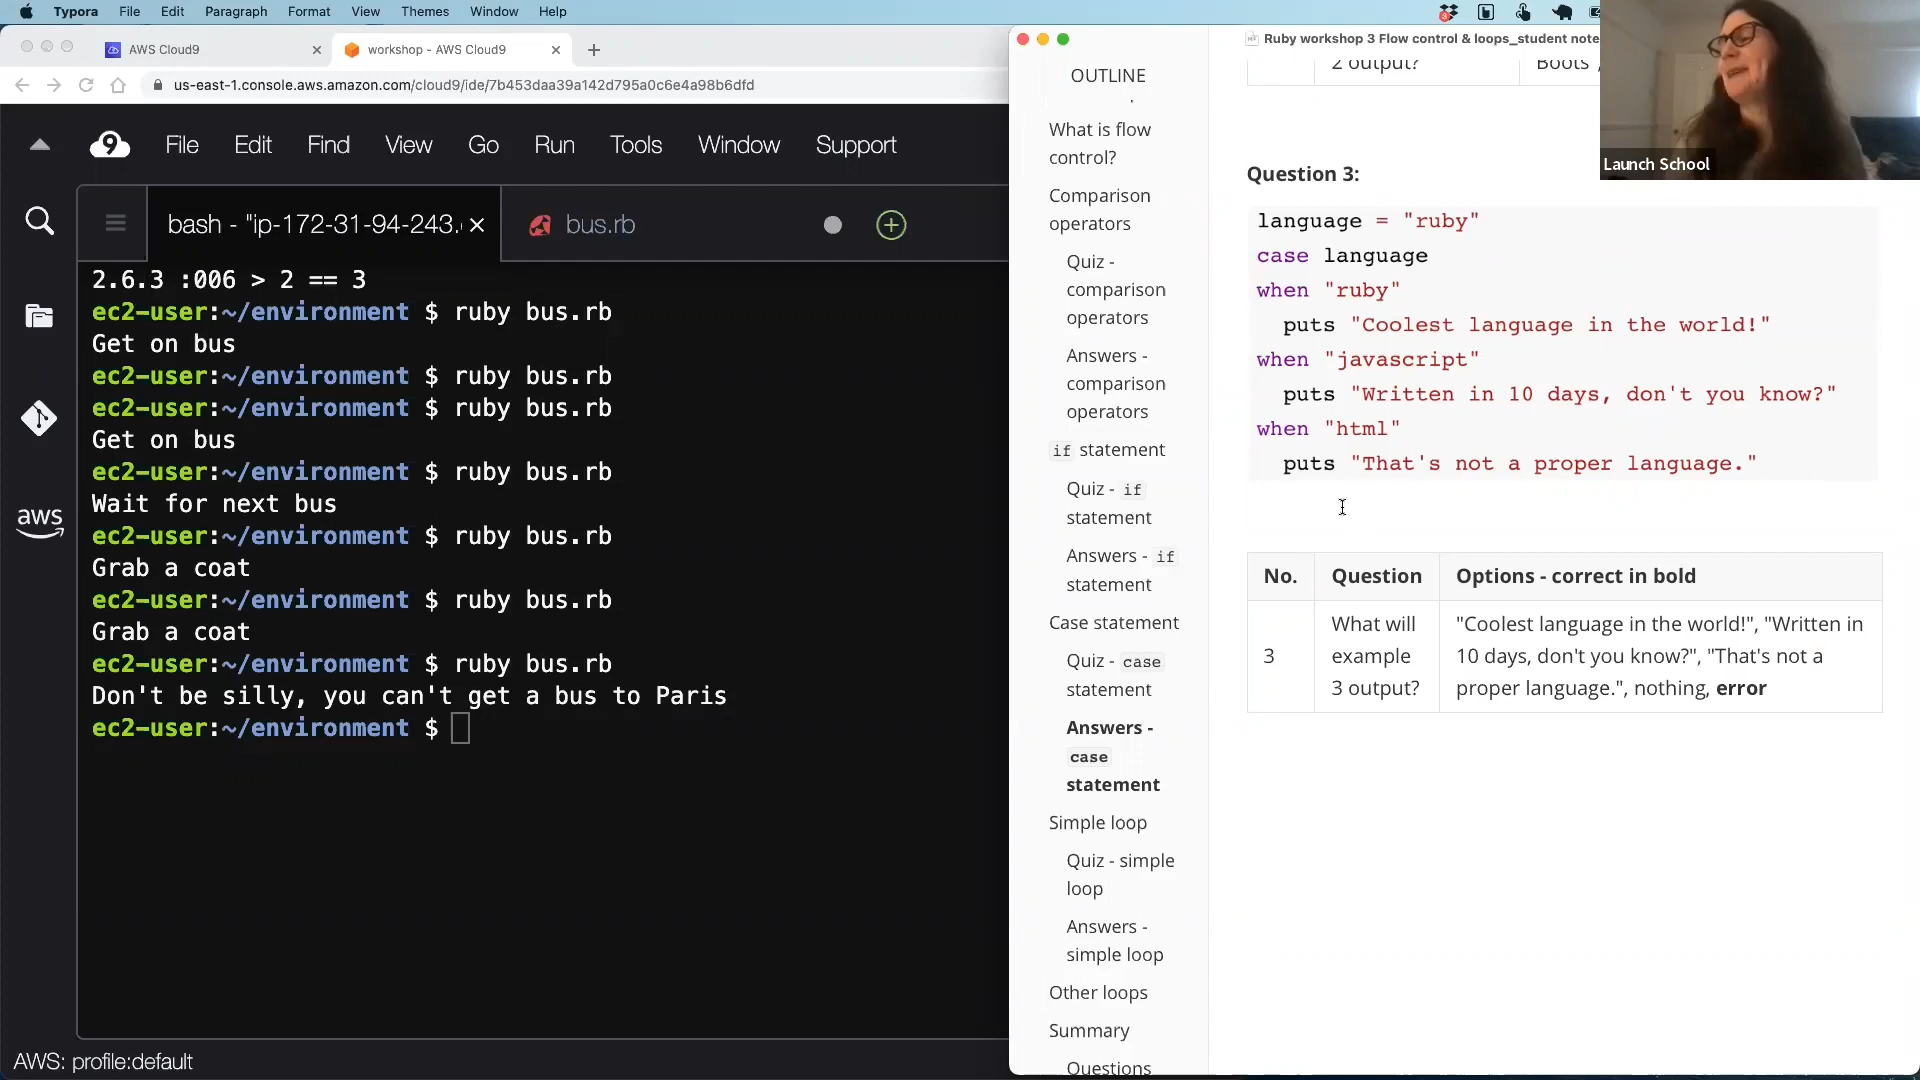 Typora File Edit Paragraph Format View Themes Window Help
3
AWS Cloud9
workshop - AWS Cloud9
us-east-1.console.aws.amazon.com/cloud9/ide/7b453daa39a142d795a0c6e4a98b6dfd
9 File Edit Find View Go Run Tools Window Support
bash - "ip-172-31-94-243.
bus.rb
aws
2.6.3 :006 > 2 == 3
ec2-user:~/environment $ ruby bus.rb
Get on bus
ec2-user:~/environment $ ruby bus.rb
ec2-user:~/environment $ ruby bus.rb
Get on bus
ec2-user:~/environment $ ruby bus.rb
Wait for next bus
ec2-user:~/environment $ ruby bus.rb
Grab a coat
ec2-user:~/environment $ ruby bus.rb
Grab a coat
ec2-user:~/environment $ ruby bus.rb
Don't be silly, you can't get a bus to Paris
ec2-user:~/environment $
AWS: profile:default
Ruby workshop 3 Flow control & loops_student note
OUTLINE
What is flow
control?
Comparison
operators
Quiz -
comparison
operators
Answers -
comparison
operators
if statement
Quiz - if
statement
Answers - if
statement
Case statement
Quiz - case
statement
Answers -
case
statement
Simple loop
Quiz - simple
loop
Answers -
simple loop
Other loops
Summary
Questions
2 output?
Boots ,
Launch School
Question 3:
language = "ruby"
case language
when "ruby"
puts "Coolest language in the world!"
when "javascript"
puts "Written in 10 days, don't you know?"
when "html"
puts "That's not a proper language."
No. Question Options - correct in bold
3
What will
example
3 output?
"Coolest language in the world!", "Written in
10 days, don't you know?", "That's not a
proper language.", nothing, error